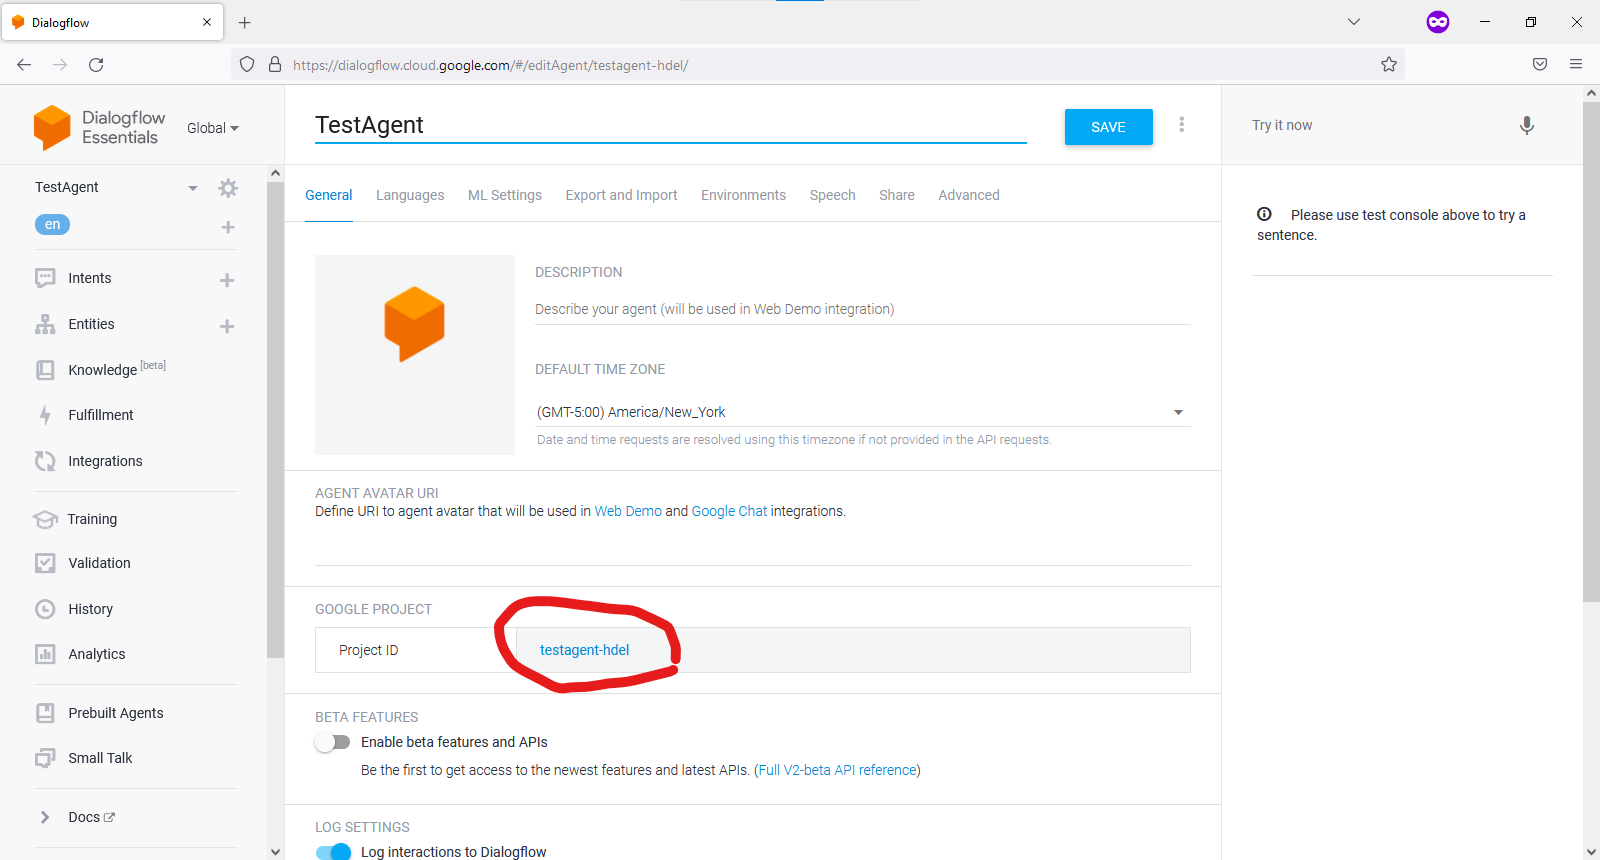 Dialogflow
https://dialogflow.cloud.google.com/#/editAgent/testagent-hdel/
Dialogflow
Essentials
Global
TestAgent
en
Intents
Entities
Knowledge [beta]
Fulfillment
Integrations
Training
Validation
History
Analytics
Prebuilt Agents
Small Talk
Docs
TestAgent
SAVE
General Languages ML Settings Export and Import Environments Speech Share Advanced
DESCRIPTION
Describe your agent (will be used in Web Demo integration)
DEFAULT TIME ZONE
(GMT-5:00) America/New_York
Date and time requests are resolved using this timezone if not provided in the API requests.
AGENT AVATAR URI
Define URI to agent avatar that will be used in Web Demo and Google Chat integrations.
GOOGLE PROJECT
Project ID testagent-hdel
BETA FEATURES
Enable beta features and APIs
Be the first to get access to the newest features and latest APIs. (Full V2-beta API reference)
LOG SETTINGS
Log interactions to Dialogflow
Try it now
Please use test console above to try a
sentence.